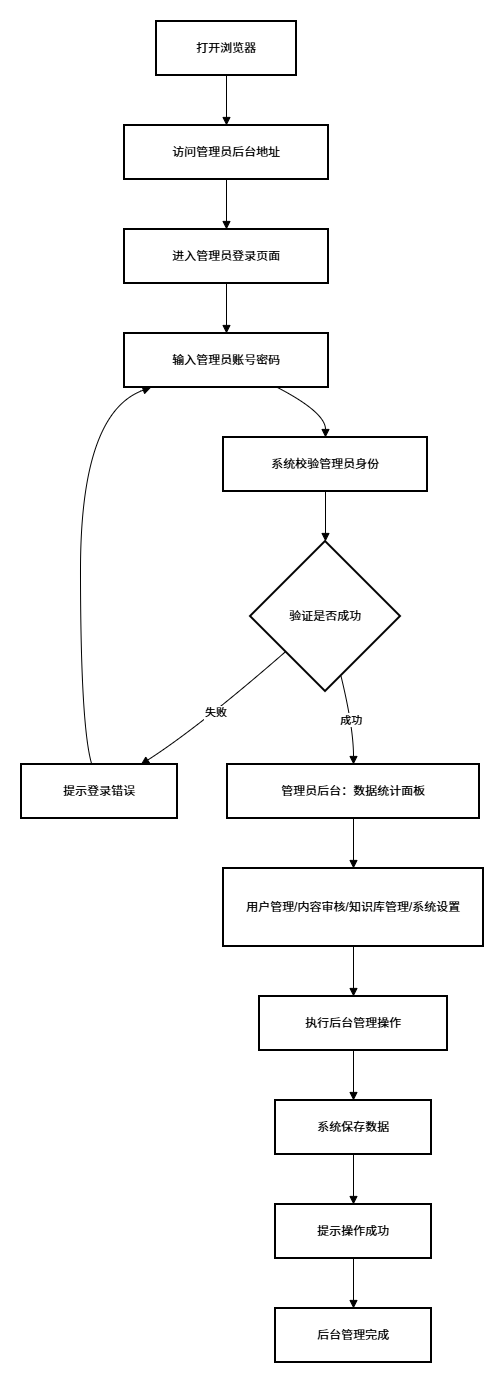 打开浏览器
访问管理员后台地址
进入管理员登录页面
输入管理员账号密码
系统校验管理员身份
验证是否成功
失败
成功
提示登录错误
管理员后台：数据统计面板
用户管理/内容审核/知识库管理/系统设置
执行后台管理操作
系统保存数据
提示操作成功
后台管理完成